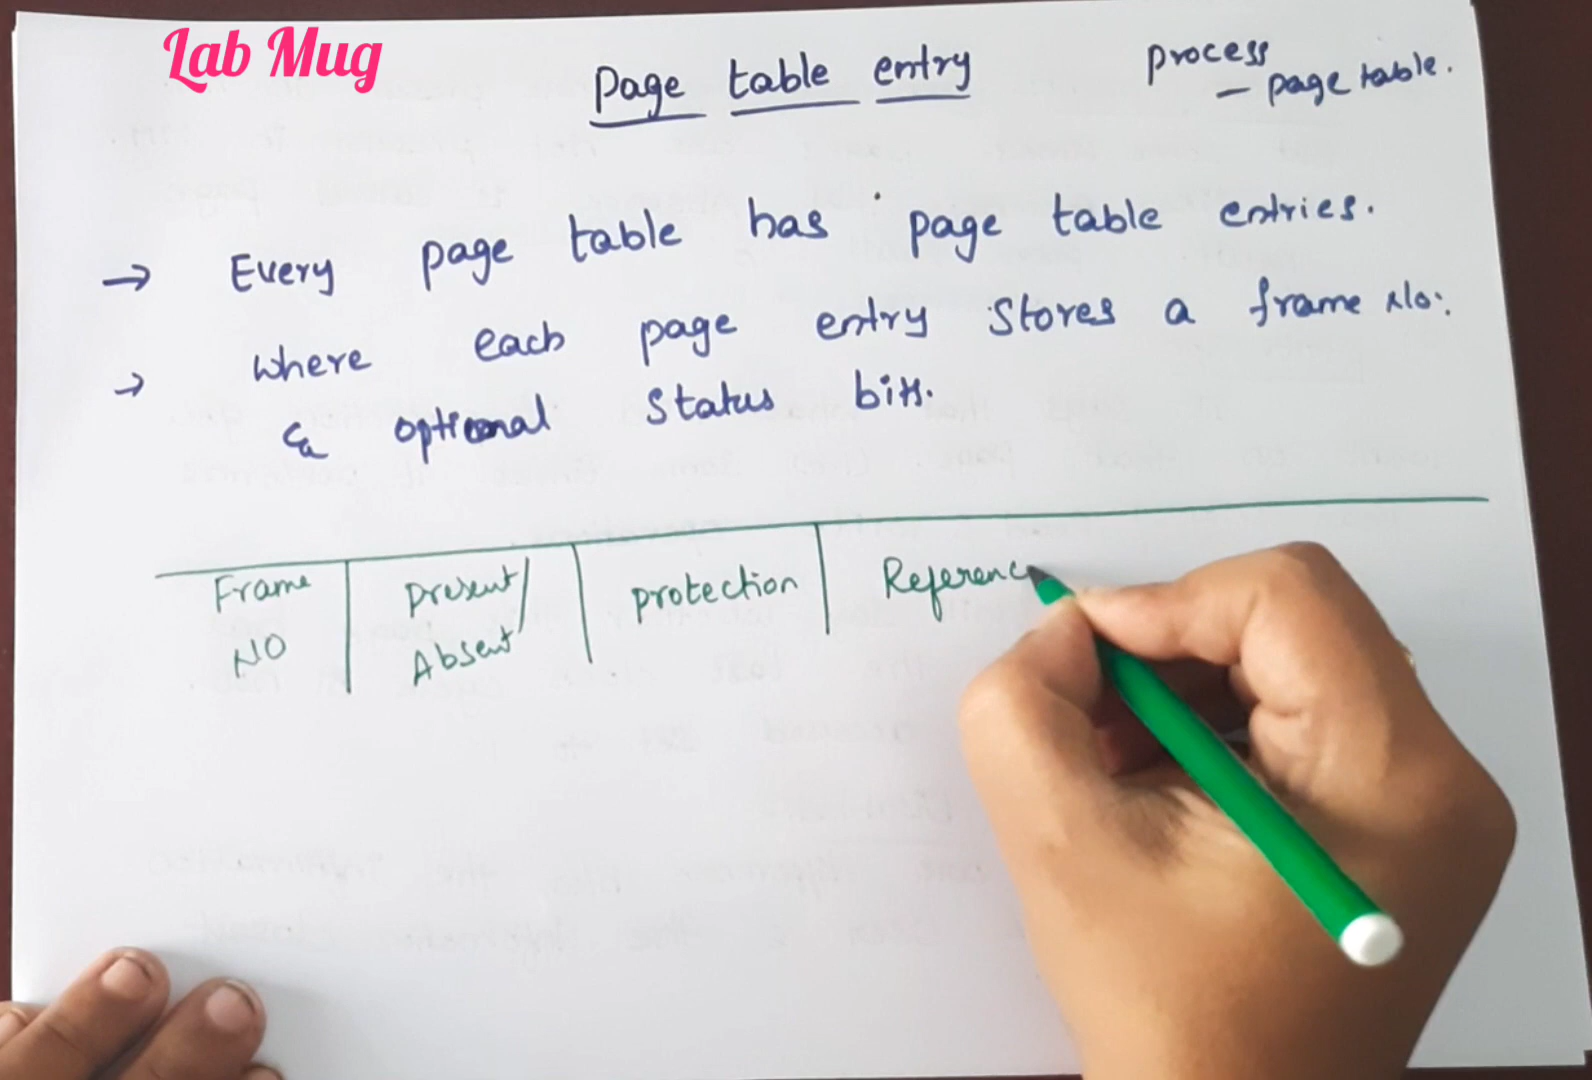 Lab Mug
Page table entry
process
- page table.
→ Every page table has page table entries.
→ where each page entry stores a frame No:
& optional status bits.
Frame NO
Present/ Absent
protection
Referenc